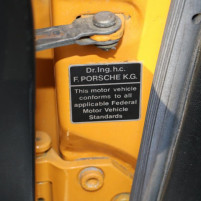 Dr. Ing. h.c.
F. PORSCHE K.G.
This motor vehicle
conforms to all
applicable Federal
Motor Vehicle
Standards.